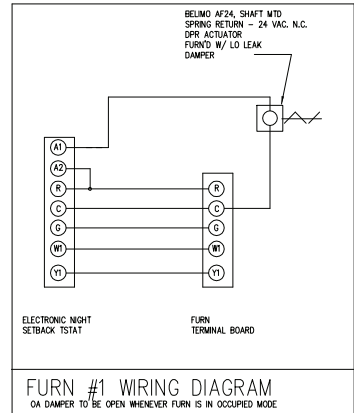 BELIMO AF24, SHAFT MTD
SPRING RETURN - 24 VAC. N.C.
DPR ACTUATOR
FURN'D W/ LO LEAK
DAMPER
A1
A2
R R
C C
G G
W1 W1
Y1 Y1
ELECTRONIC NIGHT
SETBACK TSTAT
FURN
TERMINAL BOARD
FURN #1 WIRING DIAGRAM
OA DAMPER TO BE OPEN WHENEVER FURN IS IN OCCUPIED MODE